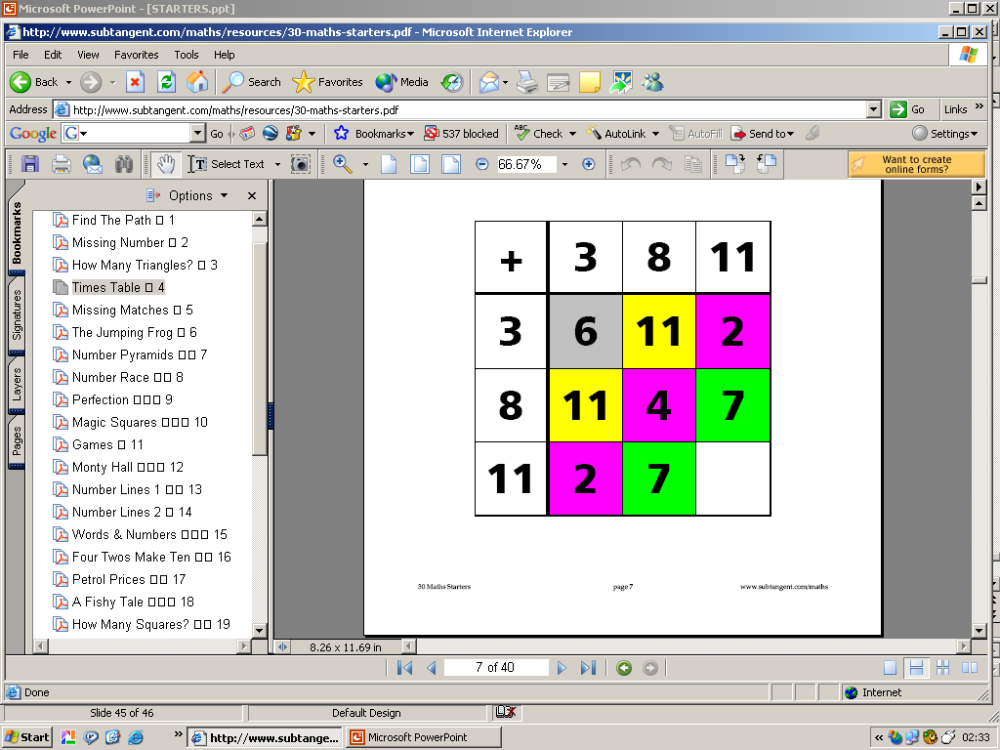 Microsoft PowerPoint - [STARTERS.ppt]
http://www.subtangent.com/maths/resources/30-maths-starters.pdf - Microsoft Internet Explorer
File Edit View Favorites Tools Help
Back Search Favorites Media
Address http://www.subtangent.com/maths/resources/30-maths-starters.pdf Go Links »
Google G Go Bookmarks 537 blocked ABC Check AutoLink AutoFill Send to Settings
Select Text 66.67% Want to create
online forms?
Options
Bookmarks
Signatures
Layers
Pages
Find The Path □ 1
Missing Number □ 2
How Many Triangles? □ 3
Times Table □ 4
Missing Matches □ 5
The Jumping Frog □ 6
Number Pyramids □□ 7
Number Race □□ 8
Perfection □□□ 9
Magic Squares □□□ 10
Games □ 11
Monty Hall □□□ 12
Number Lines 1 □□ 13
Number Lines 2 □ 14
Words & Numbers □□□ 15
Four Twos Make Ten □□ 16
Petrol Prices □□ 17
A Fishy Tale □□□ 18
How Many Squares? □□ 19
+ 3 8 11
3 6 11 2
8 11 4 7
11 2 7
30 Maths Starters page 7 www.subtangent.com/maths
8.26 x 11.69 in
7 of 40
Done Internet
Slide 45 of 46 Default Design
Start » http://www.subtange... Microsoft PowerPoint « 02:33